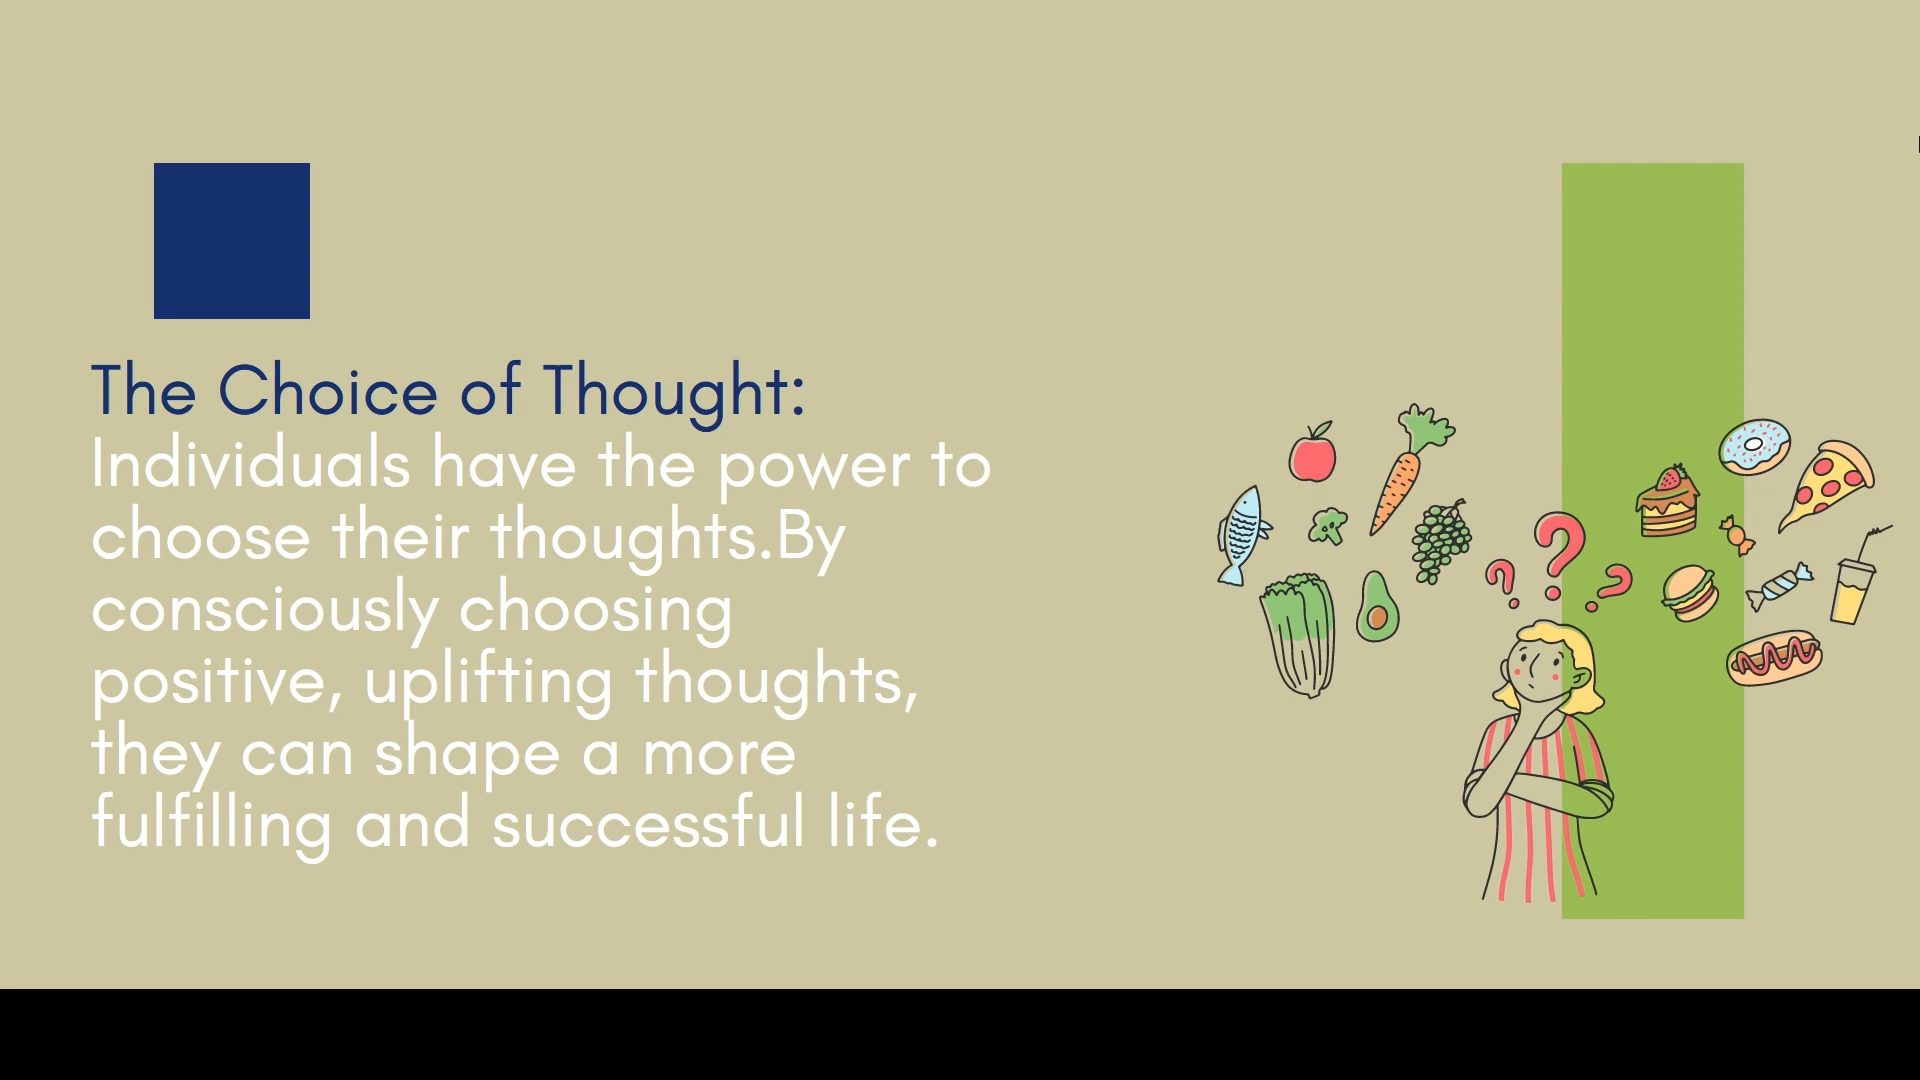 The Choice of Thought:
Individuals have the power to
choose their thoughts.By
consciously choosing
positive, uplifting thoughts,
they can shape a more
fulfilling and successful life.